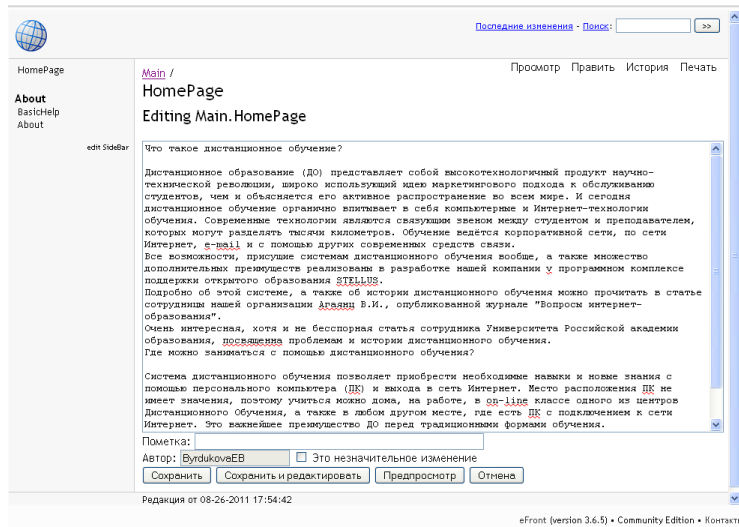 Последние изменения - Поиск: >>
HomePage
About
BasicHelp
About
edit SideBar
Просмотр Править История Печать
Main /
HomePage
Editing Main.HomePage
Что такое дистанционное обучение?
Дистанционное образование (ДО) представляет собой высокотехнологичный продукт научно-
технической революции, широко использующий идею маркетингового подхода к обслуживанию
студентов, чем и объясняется его активное распространение во всем мире. И сегодня
дистанционное обучение органично впитывает в себя компьютерные и Интернет-технологии
обучения. Современные технологии являются связующим звеном между студентом и преподавателем,
которых могут разделять тысячи километров. Обучение ведётся корпоративной сети, по сети
Интернет, e-mail и с помощью других современных средств связи.
Все возможности, присущие системам дистанционного обучения вообще, а также множество
дополнительных преимуществ реализованы в разработке нашей компании у программном комплексе
поддержки открытого образования STELLUS.
Подробно об этой системе, а также об истории дистанционного обучения можно прочитать в статье
сотрудницы нашей организации Агаянц В.И., опубликованной журнале "Вопросы интернет-
образования".
Очень интересная, хотя и не бесспорная статья сотрудника Университета Российской академии
образования, посвящена проблемам и истории дистанционного обучения.
Где можно заниматься с помощью дистанционного обучения?
Система дистанционного обучения позволяет приобрести необходимые навыки и новые знания с
помощью персонального компьютера (ПК) и выхода в сеть Интернет. Место расположения ПК не
имеет значения, поэтому учиться можно дома, на работе, в on-line классе одного из центров
Дистанционного Обучения, а также в любом другом месте, где есть ПК с подключением к сети
Интернет. Это важнейшее преимущество ДО перед традиционными формами обучения.
Пометка:
Автор: ByrdukovaEB Это незначительное изменение
Сохранить Сохранить и редактировать Предпросмотр Отмена
Редакция от 08-26-2011 17:54:42
eFront (version 3.6.5) • Community Edition • Контакт